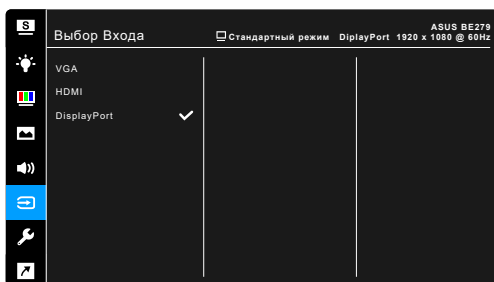 S
ASUS BE279
Выбор Входа
Стандартный режим DiplayPort 1920 x 1080 @ 60Hz
VGA
HDMI
DisplayPort